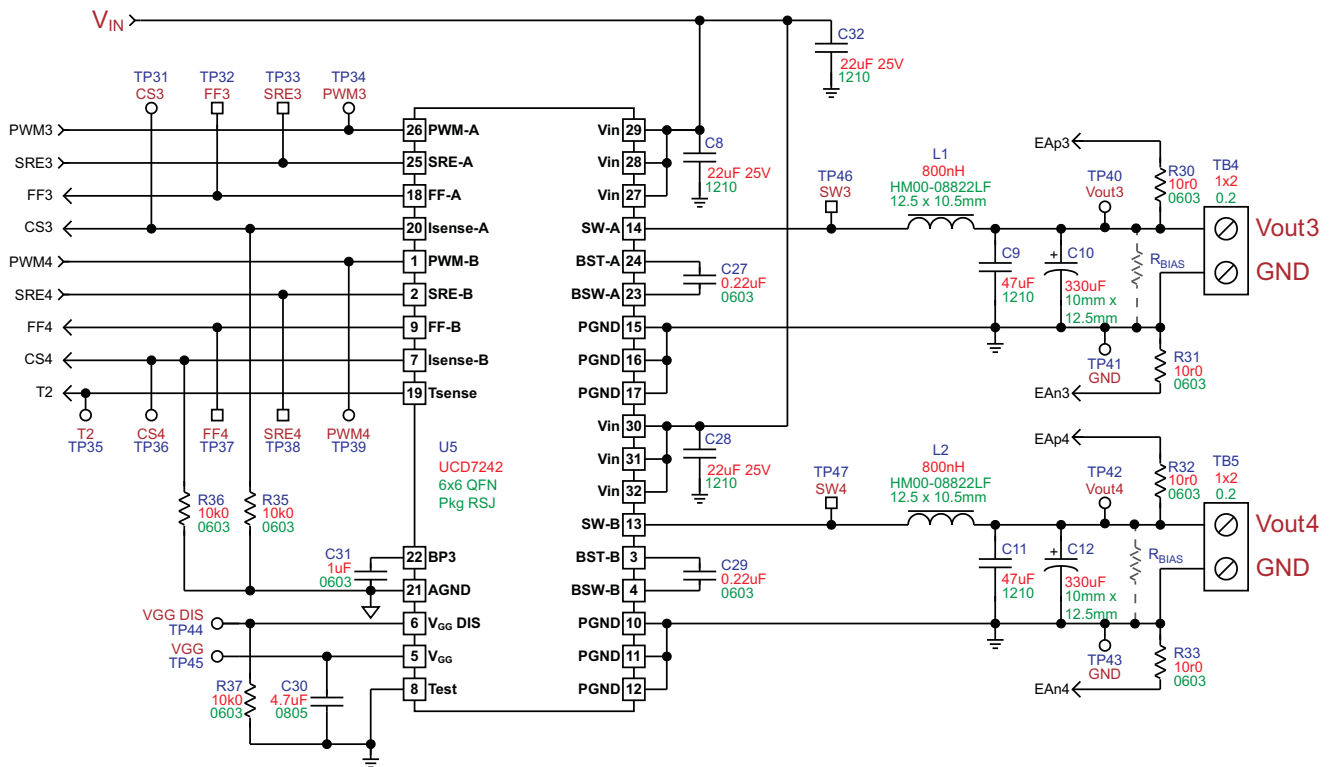 VIN
C32
22uF 25V
1210
TP31
CS3
TP32
FF3
TP33
SRE3
TP34
PWM3
PWM3
SRE3
FF3
CS3
PWM4
SRE4
FF4
CS4
T2
T2
TP35
CS4
TP36
FF4
TP37
SRE4
TP38
PWM4
TP39
26 PWM-A
25 SRE-A
18 FF-A
20 Isense-A
1 PWM-B
2 SRE-B
9 FF-B
7 Isense-B
19 Tsense
22 BP3
21 AGND
6 VGG DIS
5 VGG
8 Test
U5
UCD7242
6x6 QFN
Pkg RSJ
Vin 29
Vin 28
Vin 27
SW-A 14
BST-A 24
BSW-A 23
PGND 15
PGND 16
PGND 17
Vin 30
Vin 31
Vin 32
SW-B 13
BST-B 3
BSW-B 4
PGND 10
PGND 11
PGND 12
R36
10k0
0603
R35
10k0
0603
C31
1uF
0603
VGG DIS
TP44
VGG
TP45
R37
10k0
0603
C30
4.7uF
0805
C8
22uF 25V
1210
C27
0.22uF
0603
C28
22uF 25V
1210
C29
0.22uF
0603
TP46
SW3
L1
800nH
HM00-08822LF
12.5 x 10.5mm
EAp3
R30
10r0
0603
TP40
Vout3
TB4
1x2
0.2
Vout3
GND
C9
47uF
1210
+
C10
330uF
10mm x
12.5mm
RBIAS
TP41
GND
R31
10r0
0603
EAn3
TP47
SW4
L2
800nH
HM00-08822LF
12.5 x 10.5mm
EAp4
R32
10r0
0603
TP42
Vout4
TB5
1x2
0.2
Vout4
GND
C11
47uF
1210
+
C12
330uF
10mm x
12.5mm
RBIAS
TP43
GND
R33
10r0
0603
EAn4